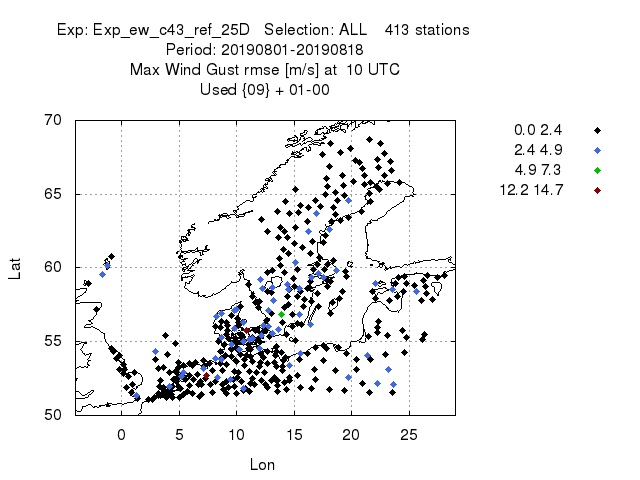 Exp: Exp_ew_c43_ref_25D Selection: ALL 413 stations
Period: 20190801-20190818
Max Wind Gust rmse [m/s] at 10 UTC
Used {09} + 01-00
70
65
60
55
50
Lat
0 5 10 15 20 25
Lon
0.0 2.4
2.4 4.9
4.9 7.3
12.2 14.7